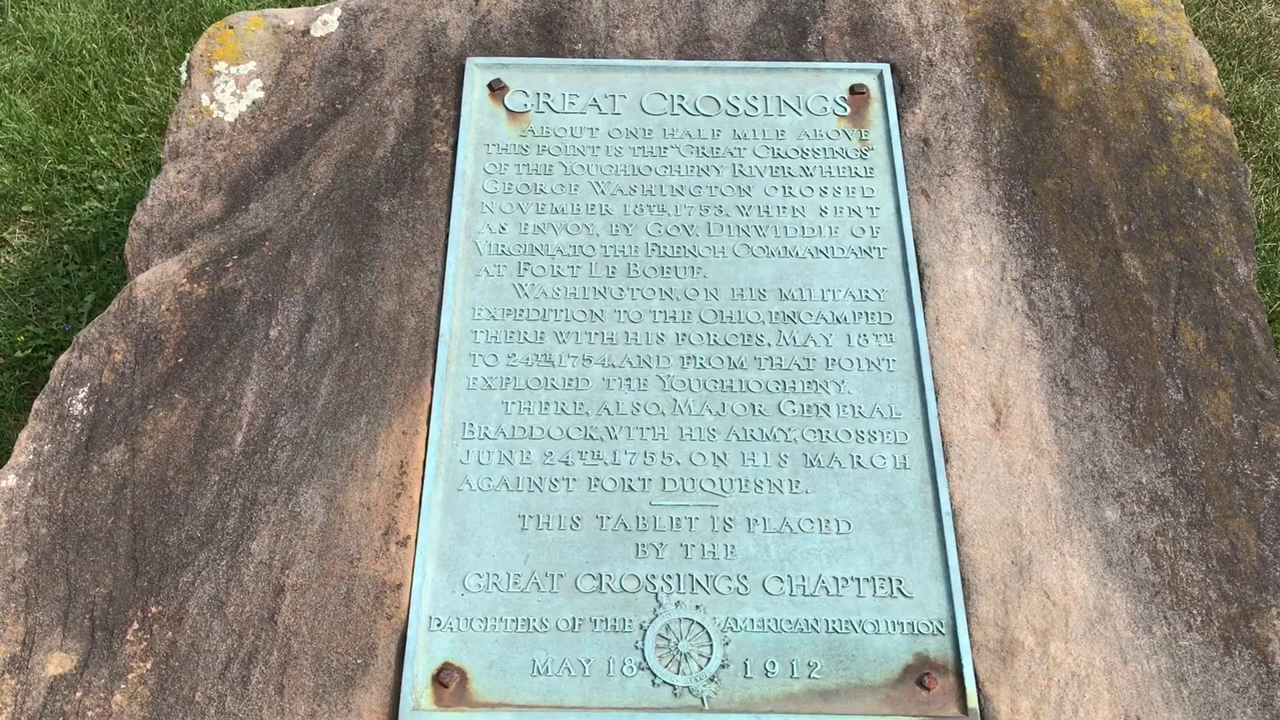 GREAT CROSSINGS
ABOUT ONE HALF MILE ABOVE
THIS POINT IS THE "GREAT CROSSINGS"
OF THE YOUGHIOGHENY RIVER, WHERE
GEORGE WASHINGTON CROSSED
NOVEMBER 18TH, 1753, WHEN SENT
AS ENVOY, BY GOV. DINWIDDIE OF
VIRGINIA, TO THE FRENCH COMMANDANT
AT FORT LE BOEUF.
WASHINGTON, ON HIS MILITARY
EXPEDITION TO THE OHIO, ENCAMPED
THERE WITH HIS FORCES, MAY 18TH
TO 24TH, 1754, AND FROM THAT POINT
EXPLORED THE YOUGHIOGHENY.
THERE, ALSO, MAJOR GENERAL
BRADDOCK, WITH HIS ARMY, CROSSED
JUNE 24TH, 1755, ON HIS MARCH
AGAINST FORT DUQUESNE.
THIS TABLET IS PLACED
BY THE
GREAT CROSSINGS CHAPTER
DAUGHTERS OF THE AMERICAN REVOLUTION
MAY 18 1912